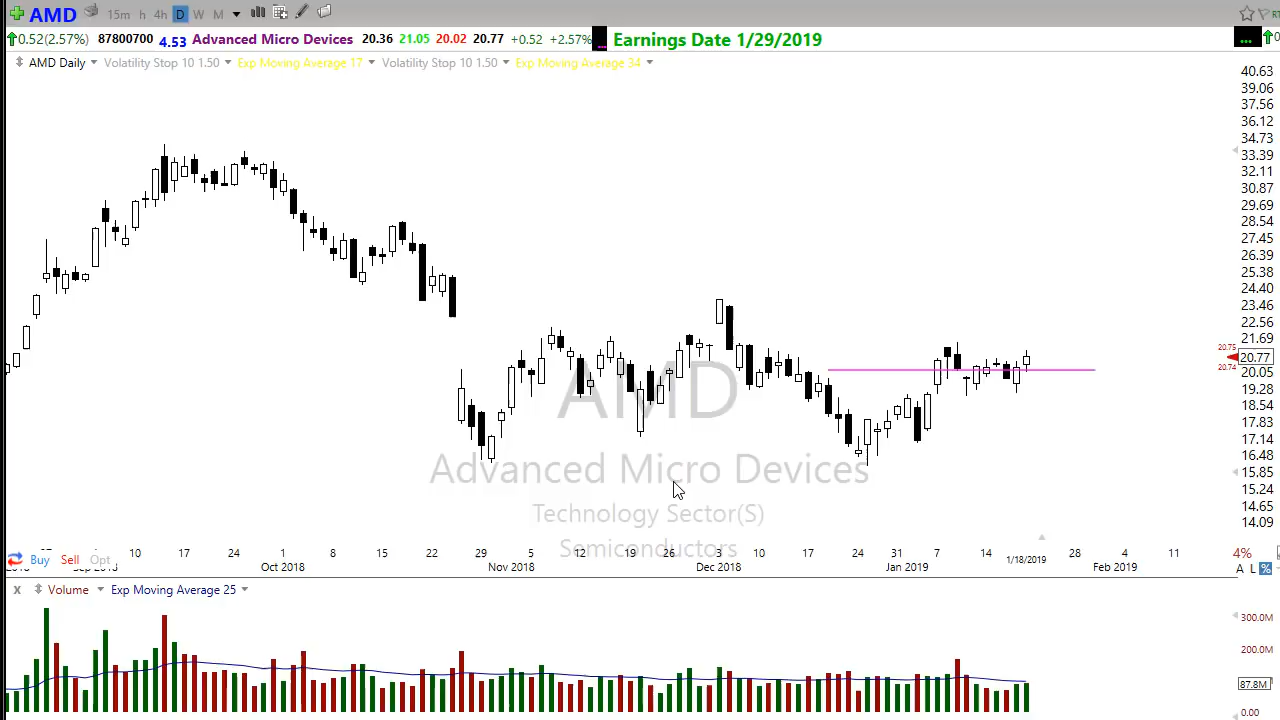 AMD 15m h 4h D W M
0.52(2.57%) 87800700 4.53 Advanced Micro Devices 20.36 21.05 20.02 20.77 +0.52 +2.57% ... Earnings Date 1/29/2019 ...
AMD Daily Volatility Stop 10 1.50 Exp Moving Average 17 Volatility Stop 10 1.50 Exp Moving Average 34
40.63
39.06
37.56
36.12
34.73
33.39
32.11
30.87
29.69
28.54
27.45
26.39
25.38
24.40
23.46
22.56
21.69
20.75
20.77
20.74
20.05
19.28
18.54
17.83
17.14
16.48
15.85
15.24
14.65
14.09
AMD
Advanced Micro Devices
Technology Sector(S)
Semiconductors
10 17 24 1 8 15 22 29 5 12 19 26 3 10 17 24 31 7 14 1/18/2019 28 4 11 4%
Buy Sell Opt
Oct 2018 Nov 2018 Dec 2018 Jan 2019 Feb 2019 A L %
X Volume Exp Moving Average 25
300.0M
200.0M
87.8M
0.00